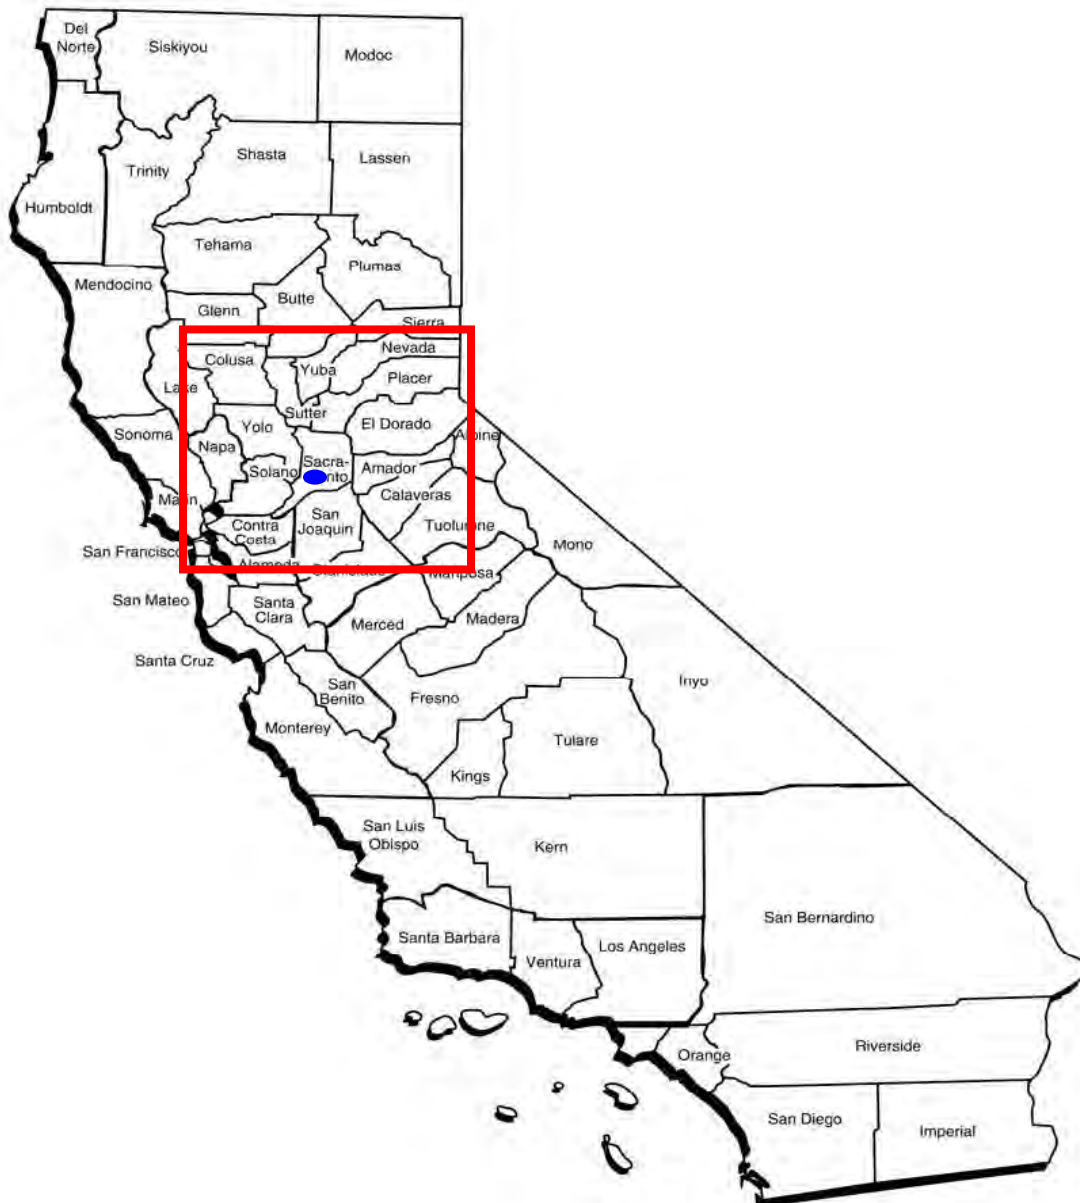 Del
Norte
Siskiyou
Modoc
Shasta
Lassen
Trinity
Humboldt
Tehama
Plumas
Mendocino
Butte
Glenn
Sierra
Nevada
Colusa
Yuba
Placer
Lake
Sutter
El Dorado
Yolo
Sonoma
Alpine
Napa
Sacra-
nto
Solano
Amador
Calaveras
Marin
San
Joaquin
Contra
Costa
Tuolumne
Mono
San Francisco
Alameda
Stanislaus
Mariposa
San Mateo
Santa
Clara
Merced
Madera
Santa Cruz
Inyo
San
Benito
Fresno
Monterey
Tulare
Kings
San Luis
Obispo
Kern
San Bernardino
Santa Barbara
Los Angeles
Ventura
Riverside
Orange
San Diego
Imperial